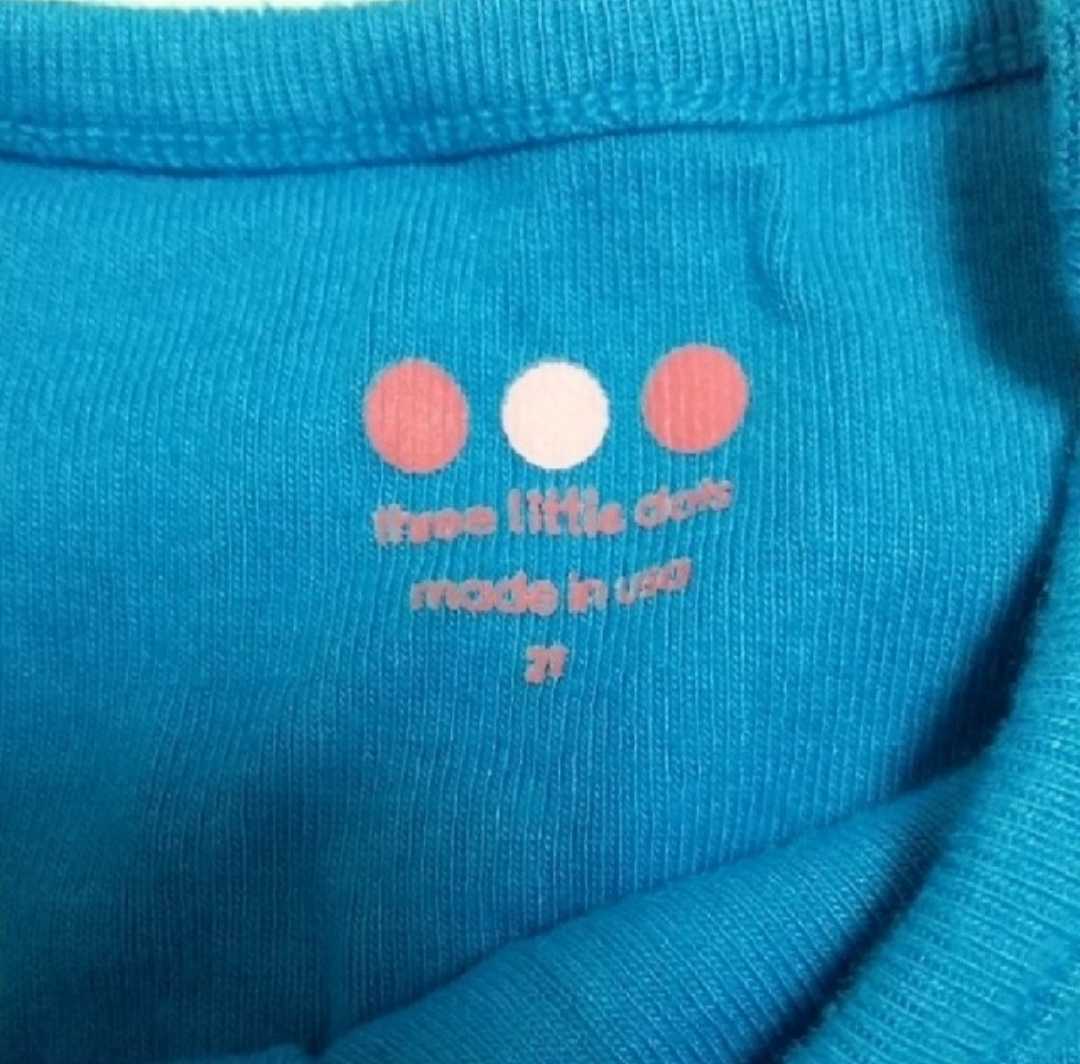 three little dots
made in usa
2t